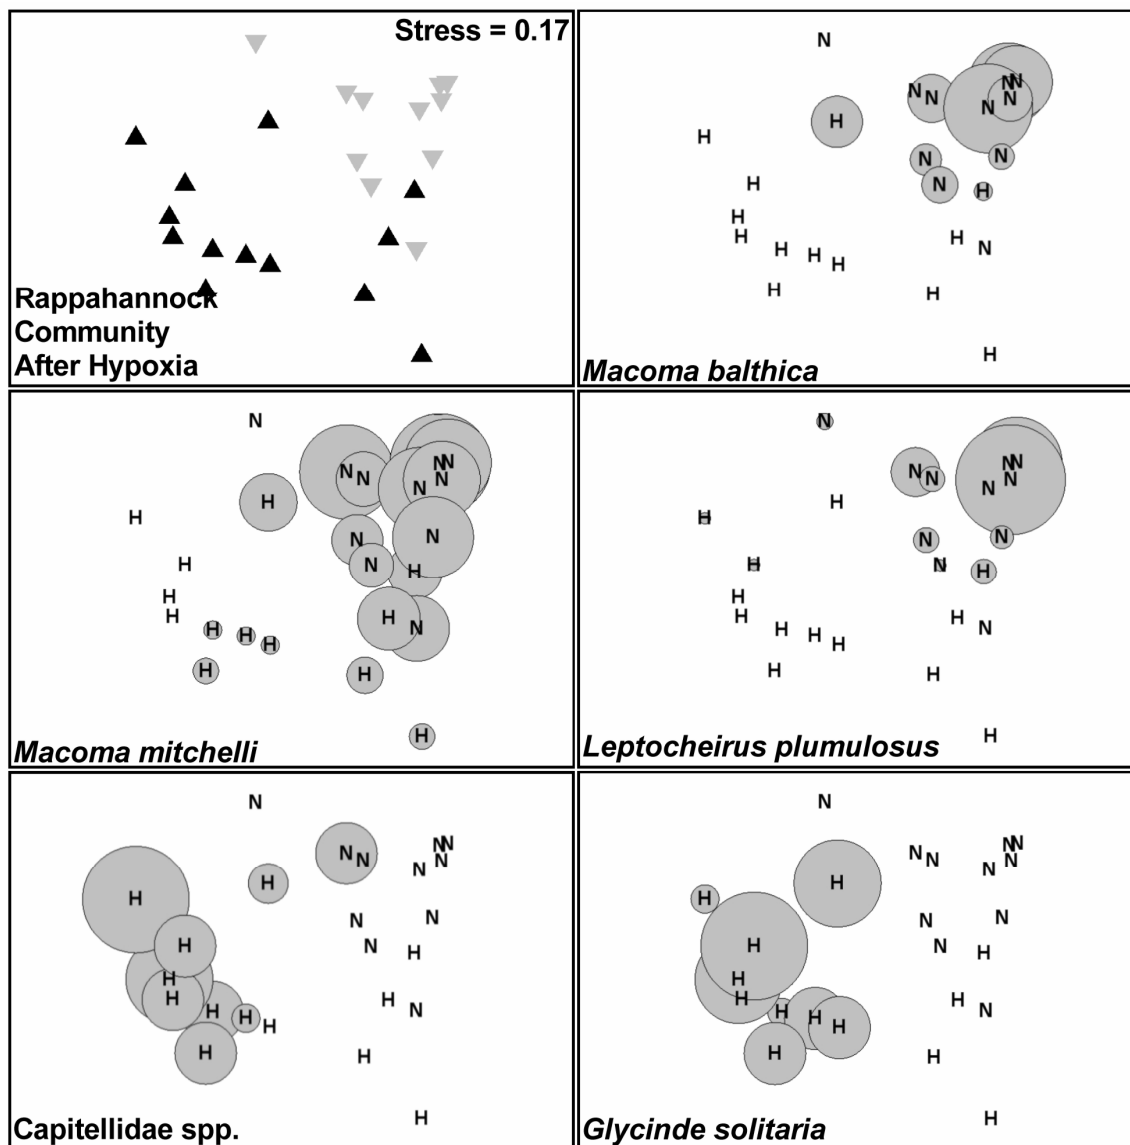 Stress = 0.17
Rappahannock
Community
After Hypoxia
N
N N
N N N
N
H
H
N N
H N H
H
H H N
H H H
H H
H
Macoma balthica
N
N N
N N N
N
H
H
N N
H N H
H
H H N
H H H
H H
H
Macoma mitchelli
N
N N
N N N
N
H
H
N N
H N H
H
H H N
H H H
H H
H
Leptocheirus plumulosus
N
N N
N N N
N
H
H
N N
H N H
H
H H N
H H H
H H
H
Capitellidae spp.
N
N N
N N N
N
H
H
N N
H N H
H
H H N
H H H
H H
H
Glycinde solitaria